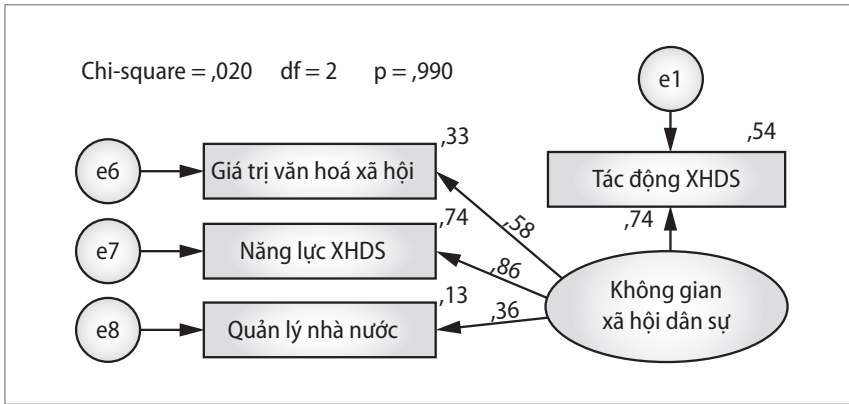 Chi-square = ,020 df = 2 p = ,990
e1
,54
,33
e6
Giá trị văn hoá xã hội
Tác động XHDS
,74
,58
,74
e7
Năng lực XHDS
,86
Không gian
xã hội dân sự
,13
,36
e8
Quản lý nhà nước